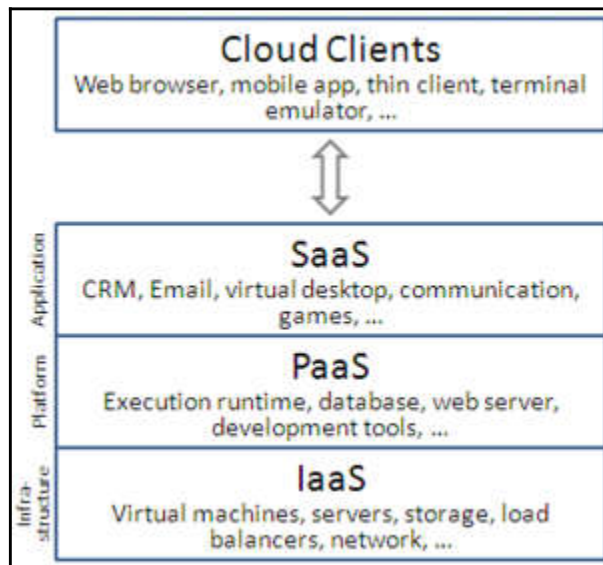 Cloud Clients
Web browser, mobile app, thin client, terminal
emulator, ...
Application
SaaS
CRM, Email, virtual desktop, communication,
games, ...
Platform
PaaS
Execution runtime, database, web server,
development tools, ...
Infra-
structure
IaaS
Virtual machines, servers, storage, load
balancers, network, ...